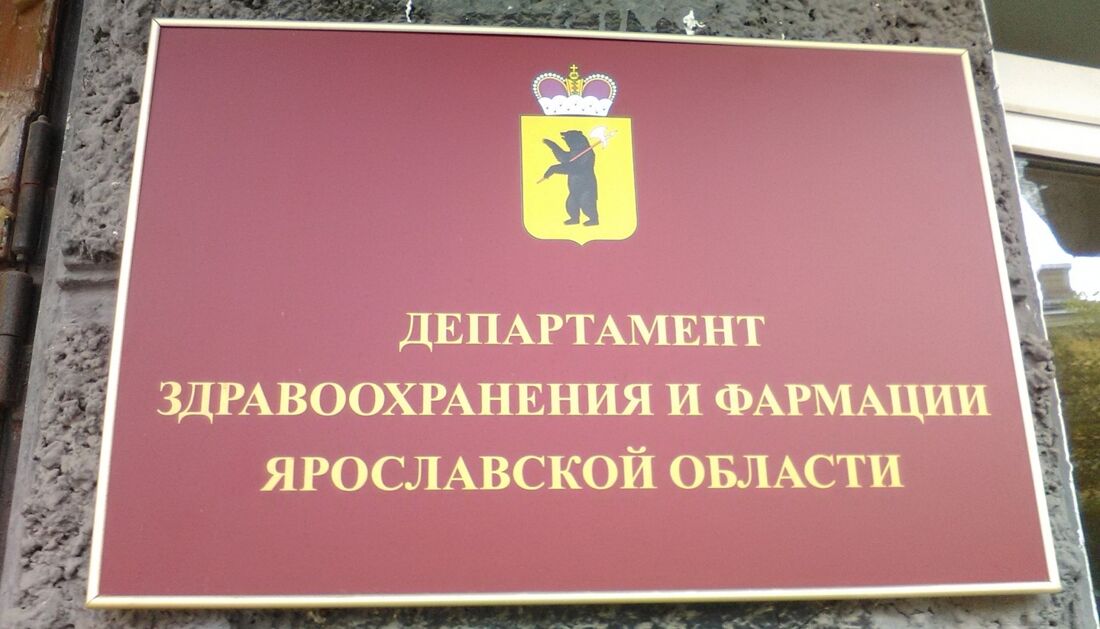 ДЕПАРТАМЕНТ
ЗДРАВООХРАНЕНИЯ И ФАРМАЦИИ
ЯРОСЛАВСКОЙ ОБЛАСТИ